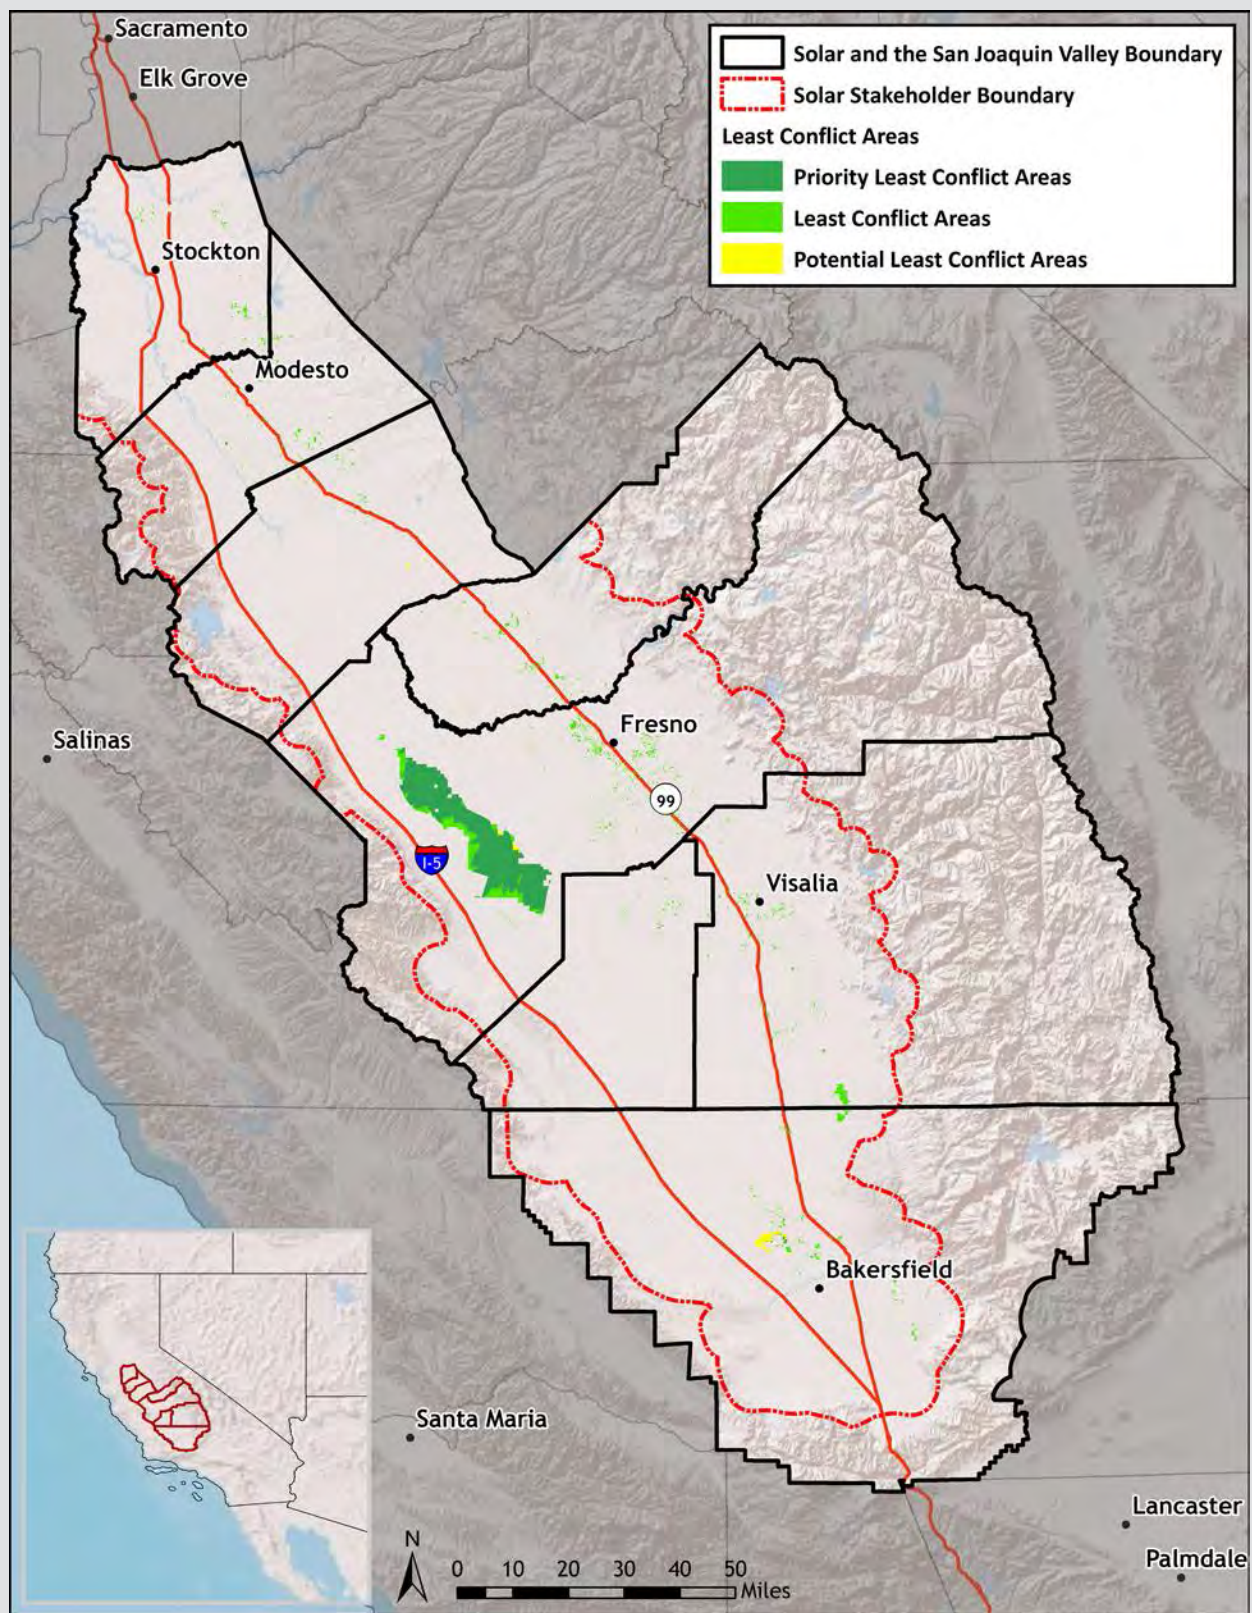 Sacramento
Elk Grove
Solar and the San Joaquin Valley Boundary
Solar Stakeholder Boundary
Least Conflict Areas
Priority Least Conflict Areas
Least Conflict Areas
Potential Least Conflict Areas
Stockton
Modesto
Salinas
Fresno
99
I-5
Visalia
Bakersfield
Santa Maria
Lancaster
Palmdale
N
0 10 20 30 40 50
Miles